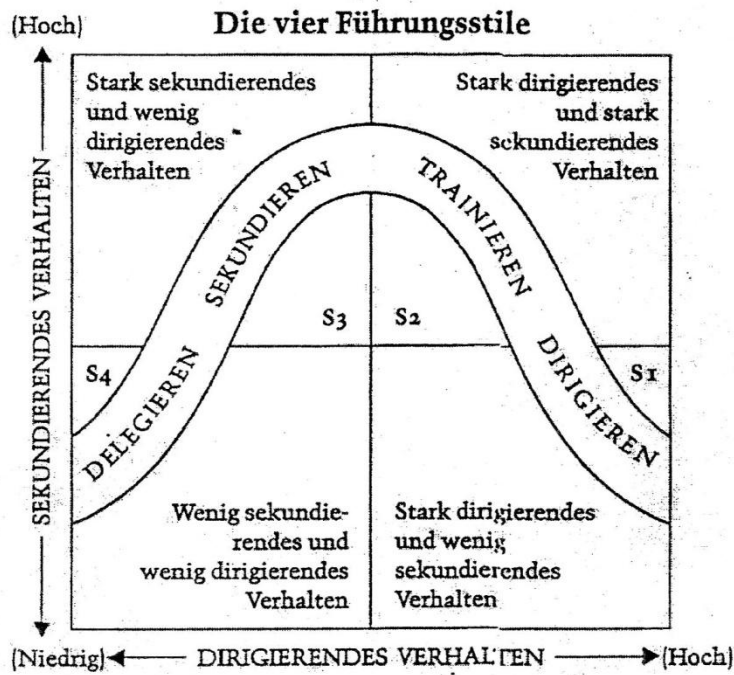 Die vier Führungsstile
(Hoch)
SEKUNDIERENDES VERHALTEN
Stark sekundierendes
und wenig
dirigierendes
Verhalten
Stark dirigierendes
und stark
sekundierendes
Verhalten
SEKUNDIEREN
TRAINIEREN
S3
S2
S4
S1
DELEGIEREN
DIRIGIEREN
Wenig sekundie-
rendes und
wenig dirigierendes
Verhalten
Stark dirigierendes
und wenig
sekundierendes
Verhalten
(Niedrig)
DIRIGIERENDES VERHALTEN
(Hoch)